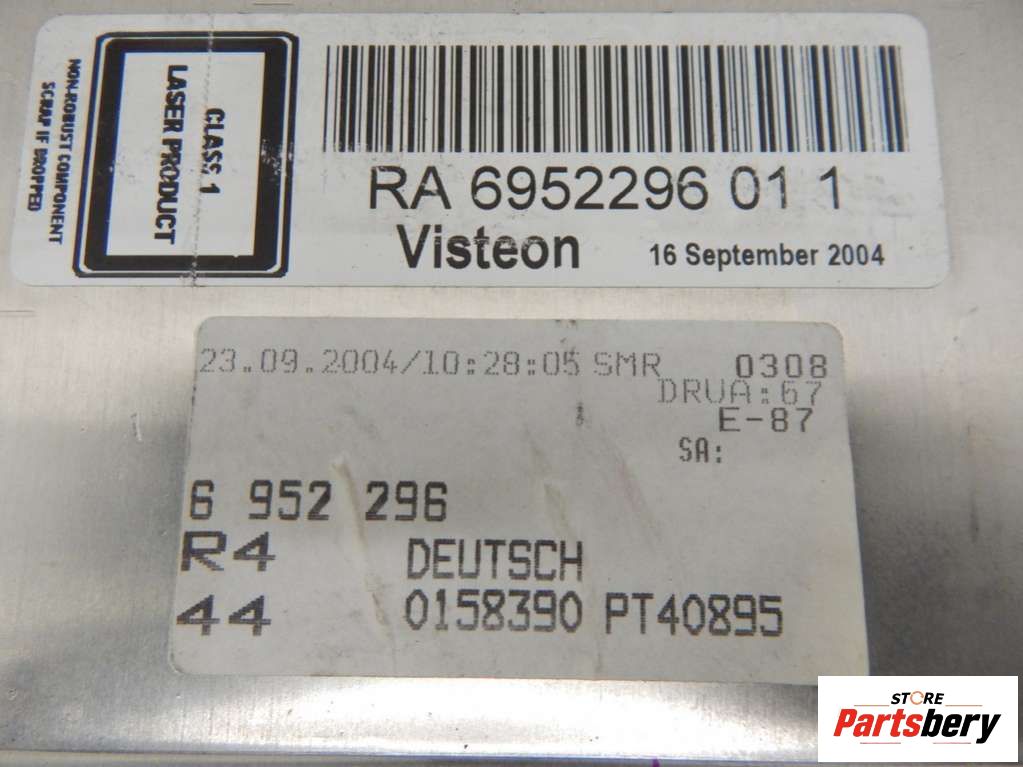 NON-ROBUST COMPONENT
SCRAP IF DROPPED
CLASS 1
LASER PRODUCT
RA 6952296 01 1
Visteon 16 September 2004
23.09.2004/10:28:05 SMR 0308
DRUA:67
E-87
SA:
6 952 296
R4 DEUTSCH
44 0158390 PT40895
STORE
Partsbery